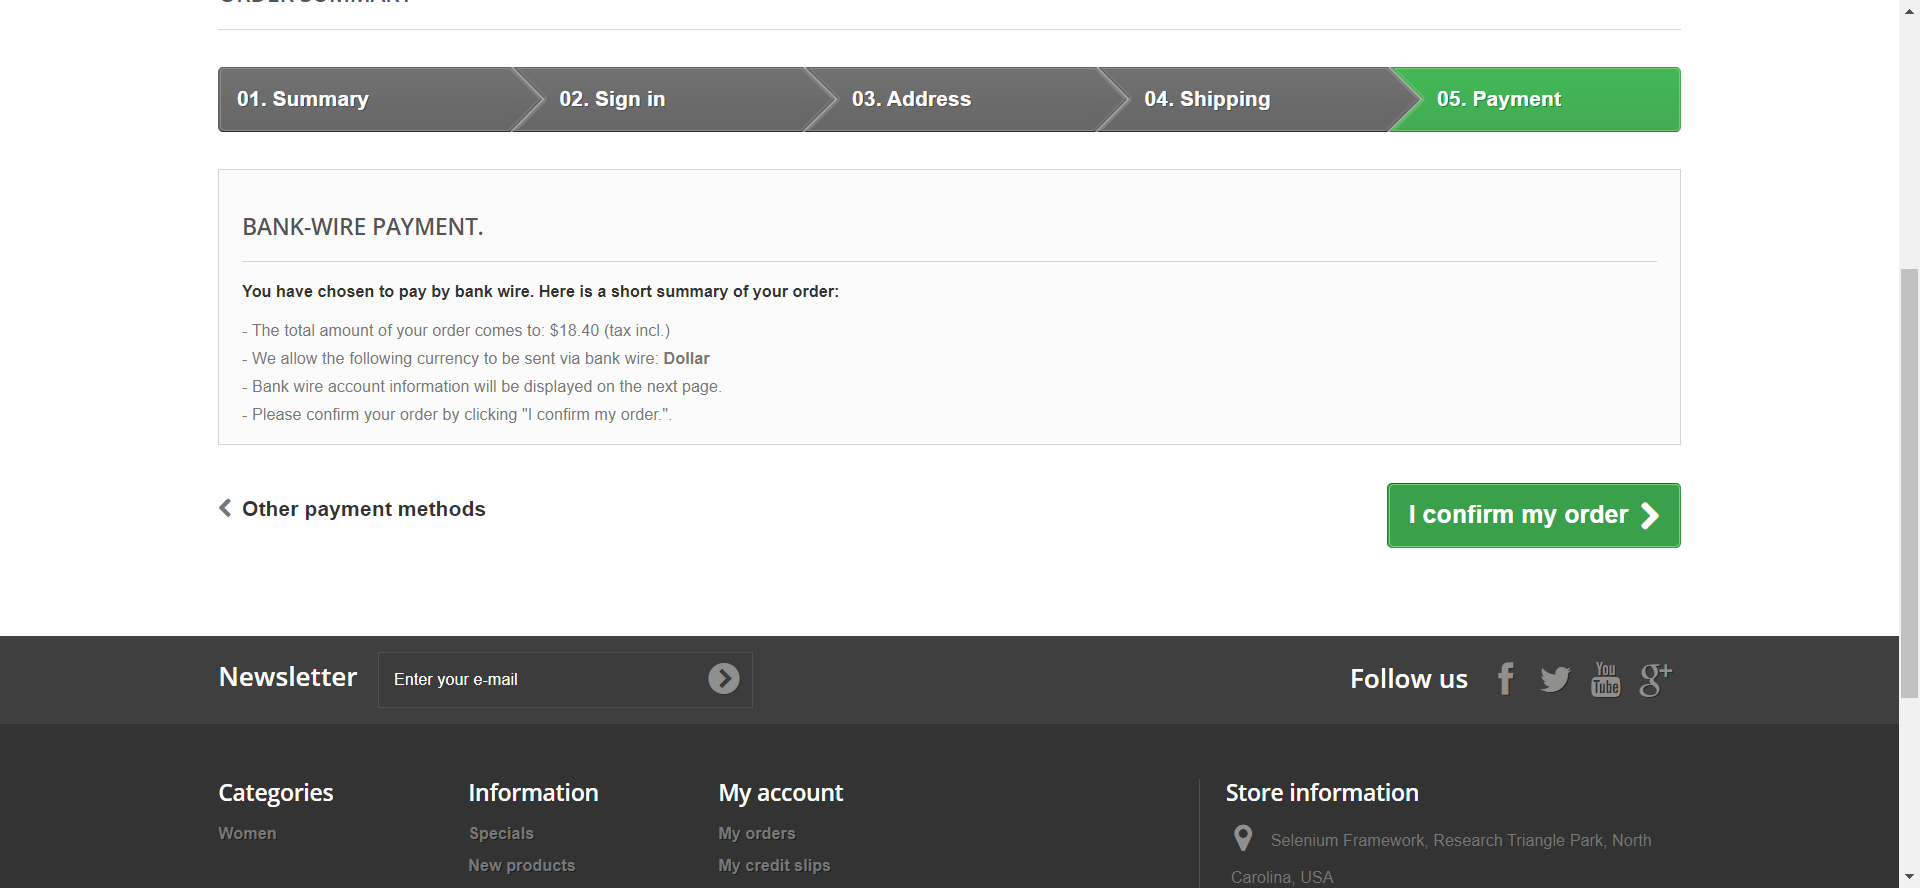 ORDER SUMMARY
01. Summary
02. Sign in
03. Address
04. Shipping
05. Payment
BANK-WIRE PAYMENT.
You have chosen to pay by bank wire. Here is a short summary of your order:
- The total amount of your order comes to: $18.40 (tax incl.)
- We allow the following currency to be sent via bank wire: Dollar
- Bank wire account information will be displayed on the next page.
- Please confirm your order by clicking "I confirm my order.".
Other payment methods
I confirm my order
Newsletter
Enter your e-mail
Follow us
You
Tube
g+
Categories
Women
Information
Specials
New products
My account
My orders
My credit slips
Store information
Selenium Framework, Research Triangle Park, North
Carolina, USA